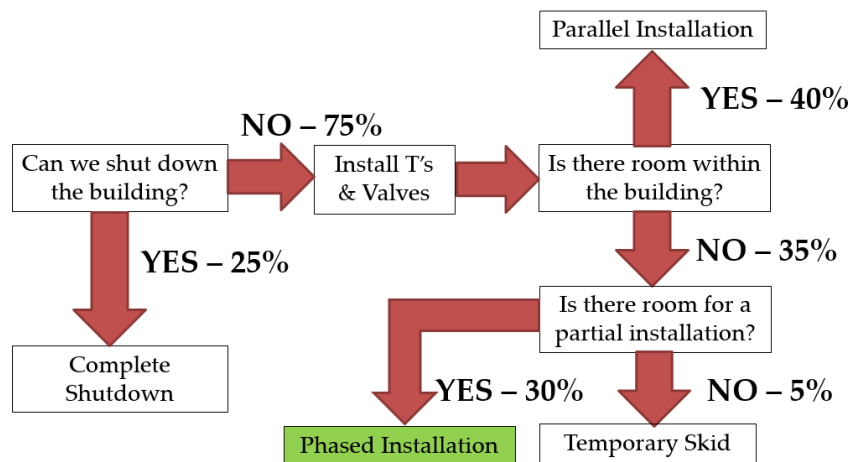 Parallel Installation
YES – 40%
NO – 75%
Can we shut down
the building?
Install T's
& Valves
Is there room within
the building?
YES – 25%
NO – 35%
Is there room for a
partial installation?
Complete
Shutdown
YES – 30%
NO – 5%
Phased Installation
Temporary Skid